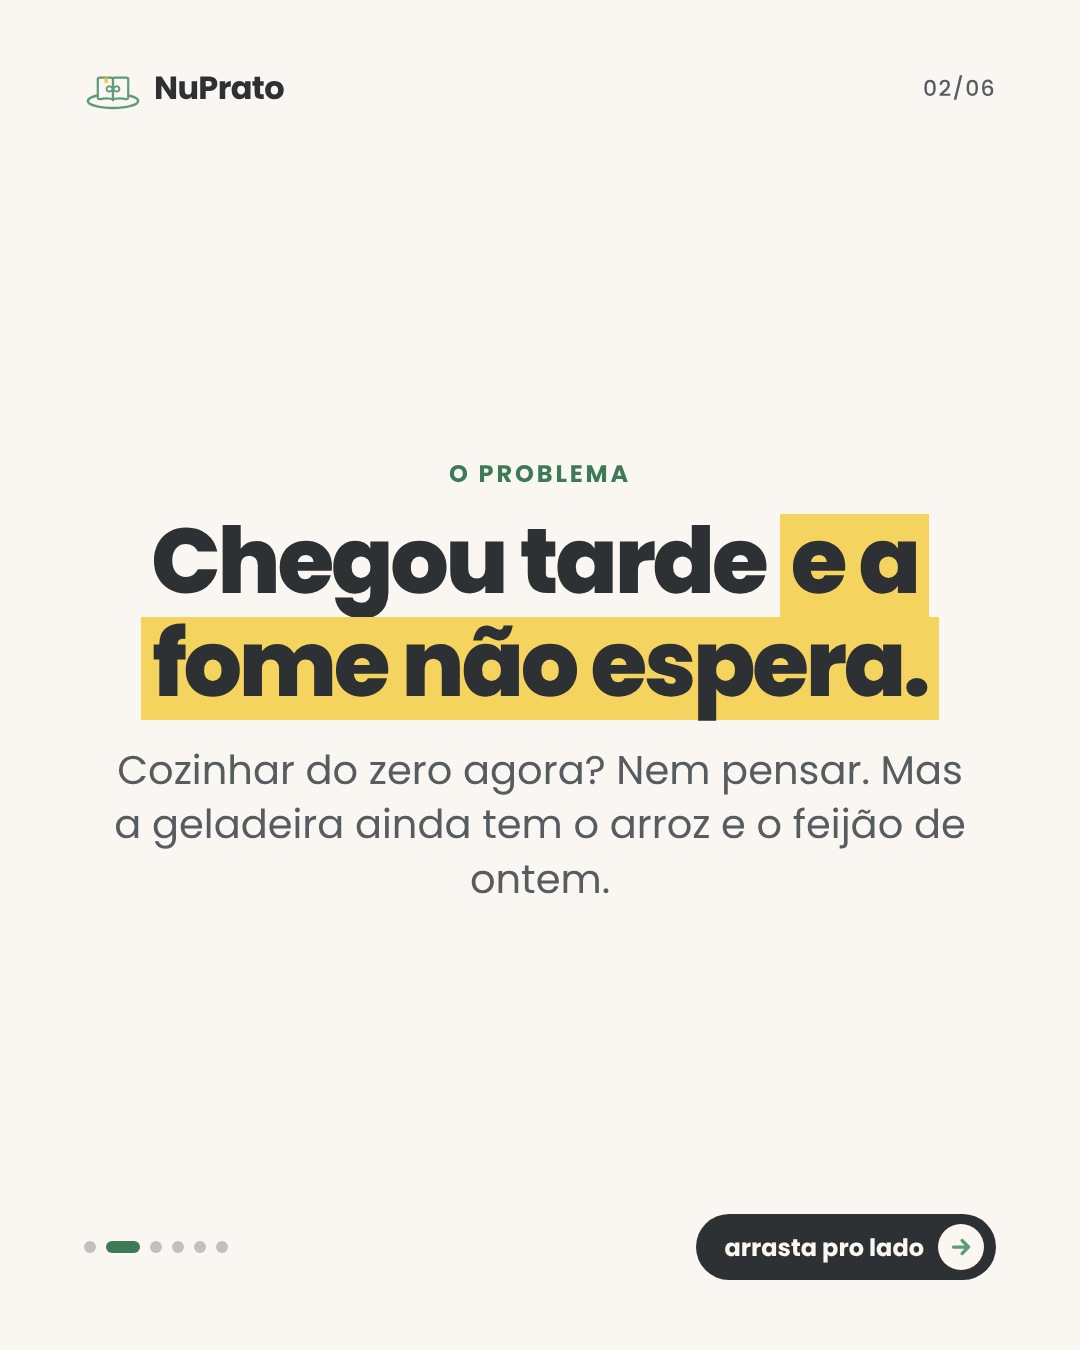 NuPrato
02/06
O PROBLEMA
Chegou tarde e a
fome não espera.
Cozinhar do zero agora? Nem pensar. Mas
a geladeira ainda tem o arroz e o feijão de
ontem.
arrasta pro lado